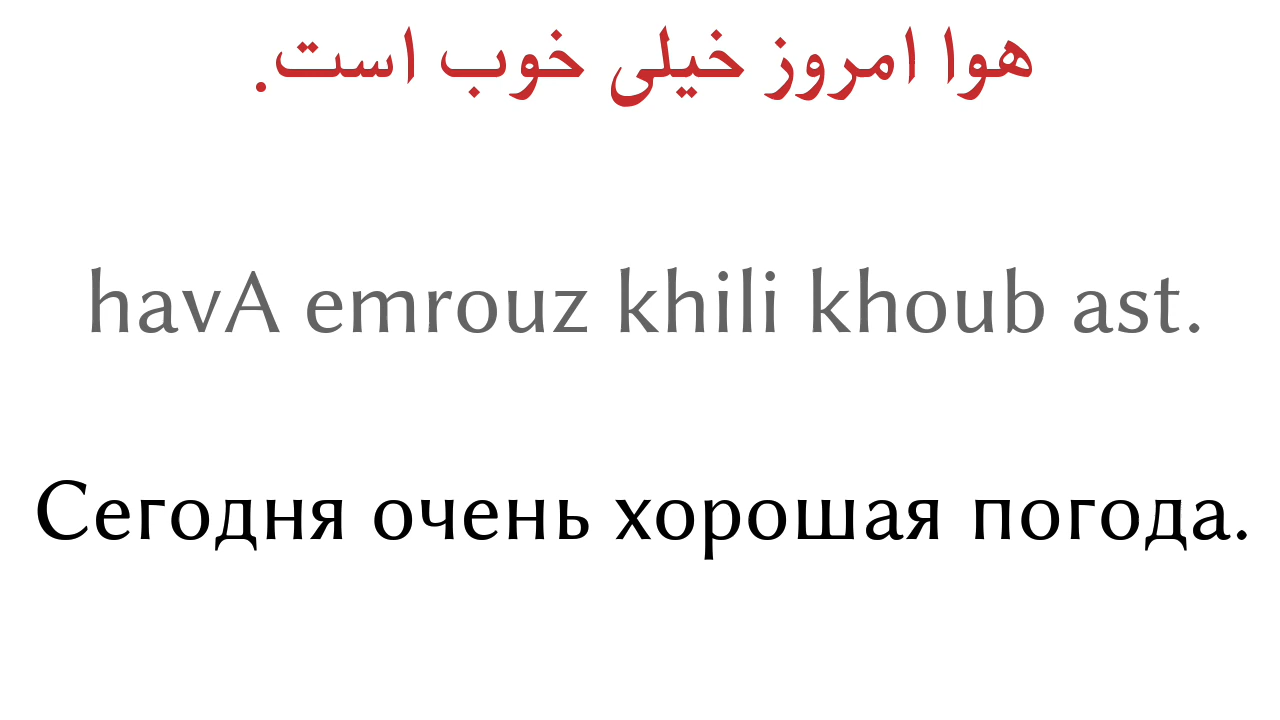 هوا امروز خیلی خوب است.
havA emrouz khili khoub ast.
Сегодня очень хорошая погода.